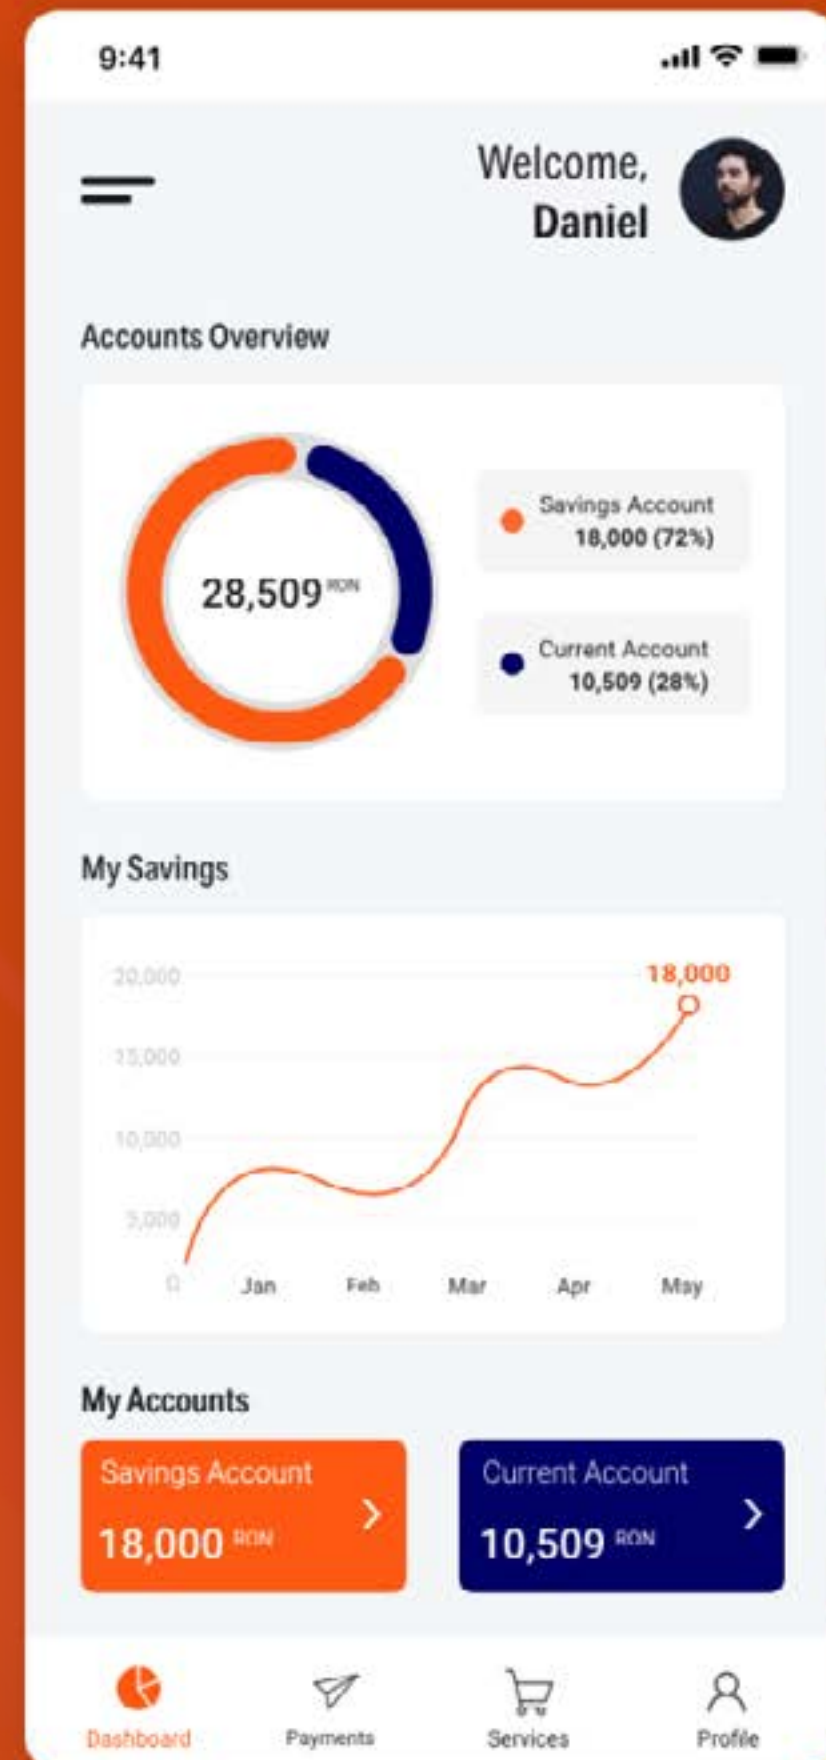 9:41
Welcome,
Daniel
Accounts Overview
28,509 RON
Savings Account
18,000 (72%)
Current Account
10,509 (28%)
My Savings
20,000
18,000
15,000
10,000
5,000
0
Jan Feb Mar Apr May
My Accounts
Savings Account
18,000 RON
Current Account
10,509 RON
Dashboard Payments Services Profile